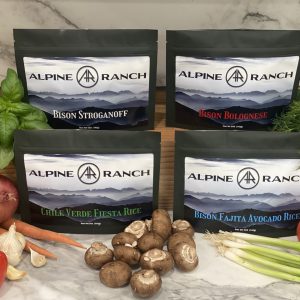 ALPINE RANCH
BISON STROGANOFF
ALPINE RANCH
BISON BOLOGNESE
ALPINE RANCH
CHILE VERDE FIESTA RICE
ALPINE RANCH
BISON FAJITA AVOCADO RICE